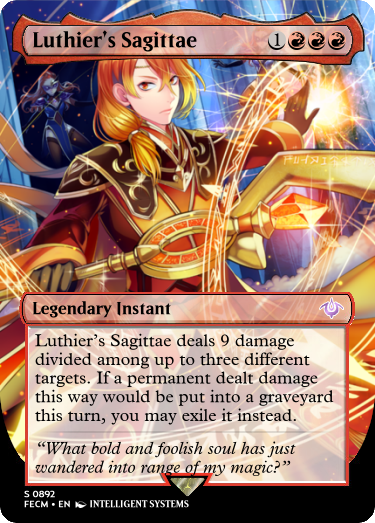 Luthier's Sagittae 1
Legendary Instant
Luthier's Sagittae deals 9 damage
divided among up to three different
targets. If a permanent dealt damage
this way would be put into a graveyard
this turn, you may exile it instead.
“What bold and foolish soul has just
wandered into range of my magic?”
S 0892
FECM • EN INTELLIGENT SYSTEMS